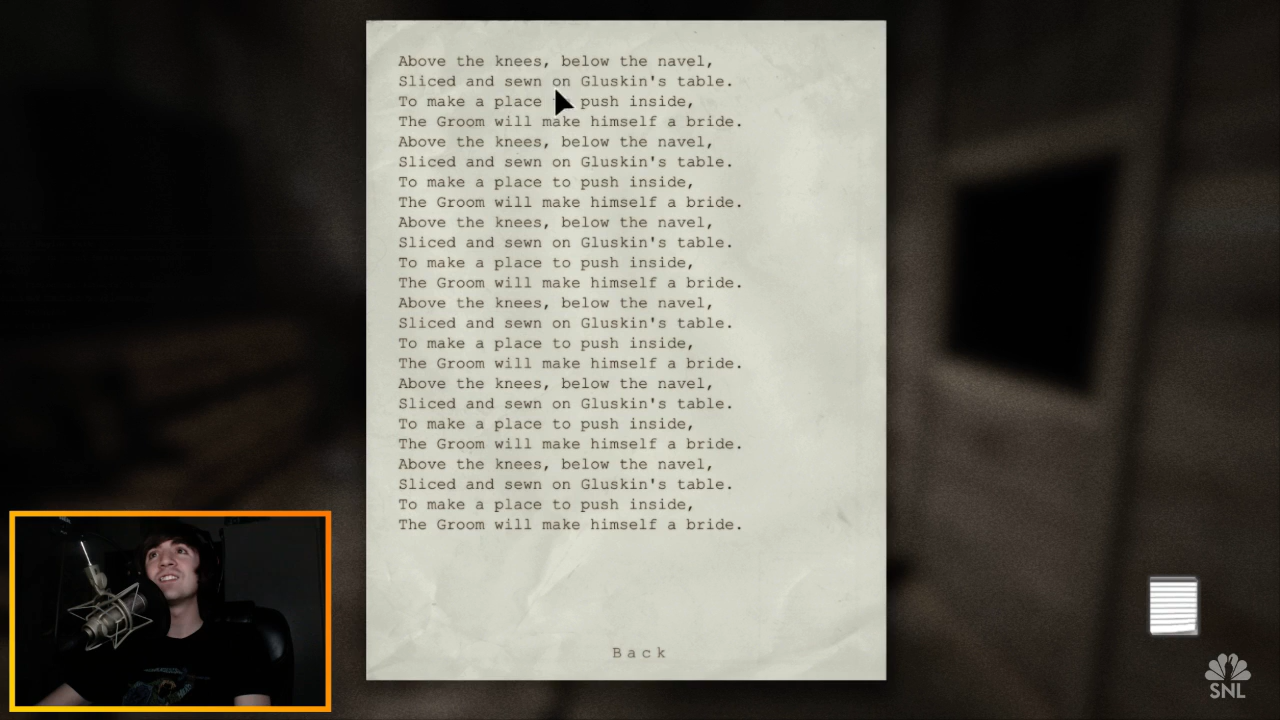 Above the knees, below the navel,
Sliced and sewn on Gluskin's table.
To make a place push inside,
The Groom will make himself a bride.
Above the knees, below the navel,
Sliced and sewn on Gluskin's table.
To make a place to push inside,
The Groom will make himself a bride.
Above the knees, below the navel,
Sliced and sewn on Gluskin's table.
To make a place to push inside,
The Groom will make himself a bride.
Above the knees, below the navel,
Sliced and sewn on Gluskin's table.
To make a place to push inside,
The Groom will make himself a bride.
Above the knees, below the navel,
Sliced and sewn on Gluskin's table.
To make a place to push inside,
The Groom will make himself a bride.
Above the knees, below the navel,
Sliced and sewn on Gluskin's table.
To make a place to push inside,
The Groom will make himself a bride.
Back
SNL